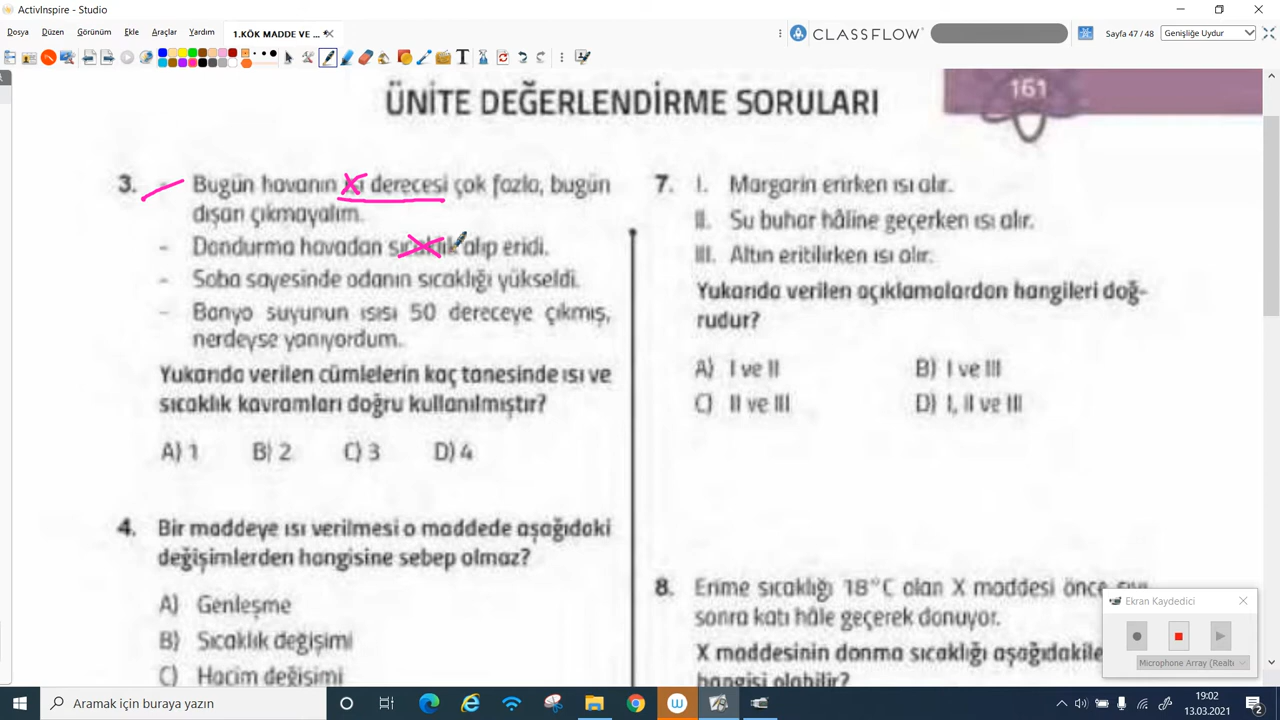 ActivInspire - Studio
Dosya Düzen Görünüm Ekle Araçlar Yardım
1.KÖK MADDE VE ...
CLASSFLOW
Sayfa 47 / 48
Genişliğe Uydur
ÜNİTE DEĞERLENDİRME SORULARI
161
3. - Bugün havanın ısı derecesi çok fazla, bugün
dışarı çıkmayalım.
- Dondurma havadan sıcaklık alıp eridi.
- Soba sayesinde odanın sıcaklığı yükseldi.
- Banyo suyunun ısısı 50 dereceye çıkmış,
nerdeyse yanıyordum.
Yukarıda verilen cümlelerin kaç tanesinde ısı ve
sıcaklık kavramları doğru kullanılmıştır?
A) 1 B) 2 C) 3 D) 4
4. Bir maddeye ısı verilmesi o maddede aşağıdaki
değişimlerden hangisine sebep olmaz?
A) Genleşme
B) Sıcaklık değişimi
C) Hacim değişimi
7. I. Margarin erirken ısı alır.
II. Su buhar hâline geçerken ısı alır.
III. Altın eritilirken ısı alır.
Yukarıda verilen açıklamalardan hangileri doğ-
rudur?
A) I ve II B) I ve III
C) II ve III D) I, II ve III
8. Erime sıcaklığı 18°C olan X maddesi önce sıvı
sonra katı hâle geçerek donuyor.
X maddesinin donma sıcaklığı aşağıdakile
hangisi olabilir?
Ekran Kaydedici
Microphone Array (Realt
Aramak için buraya yazın
19:02
13.03.2021
2